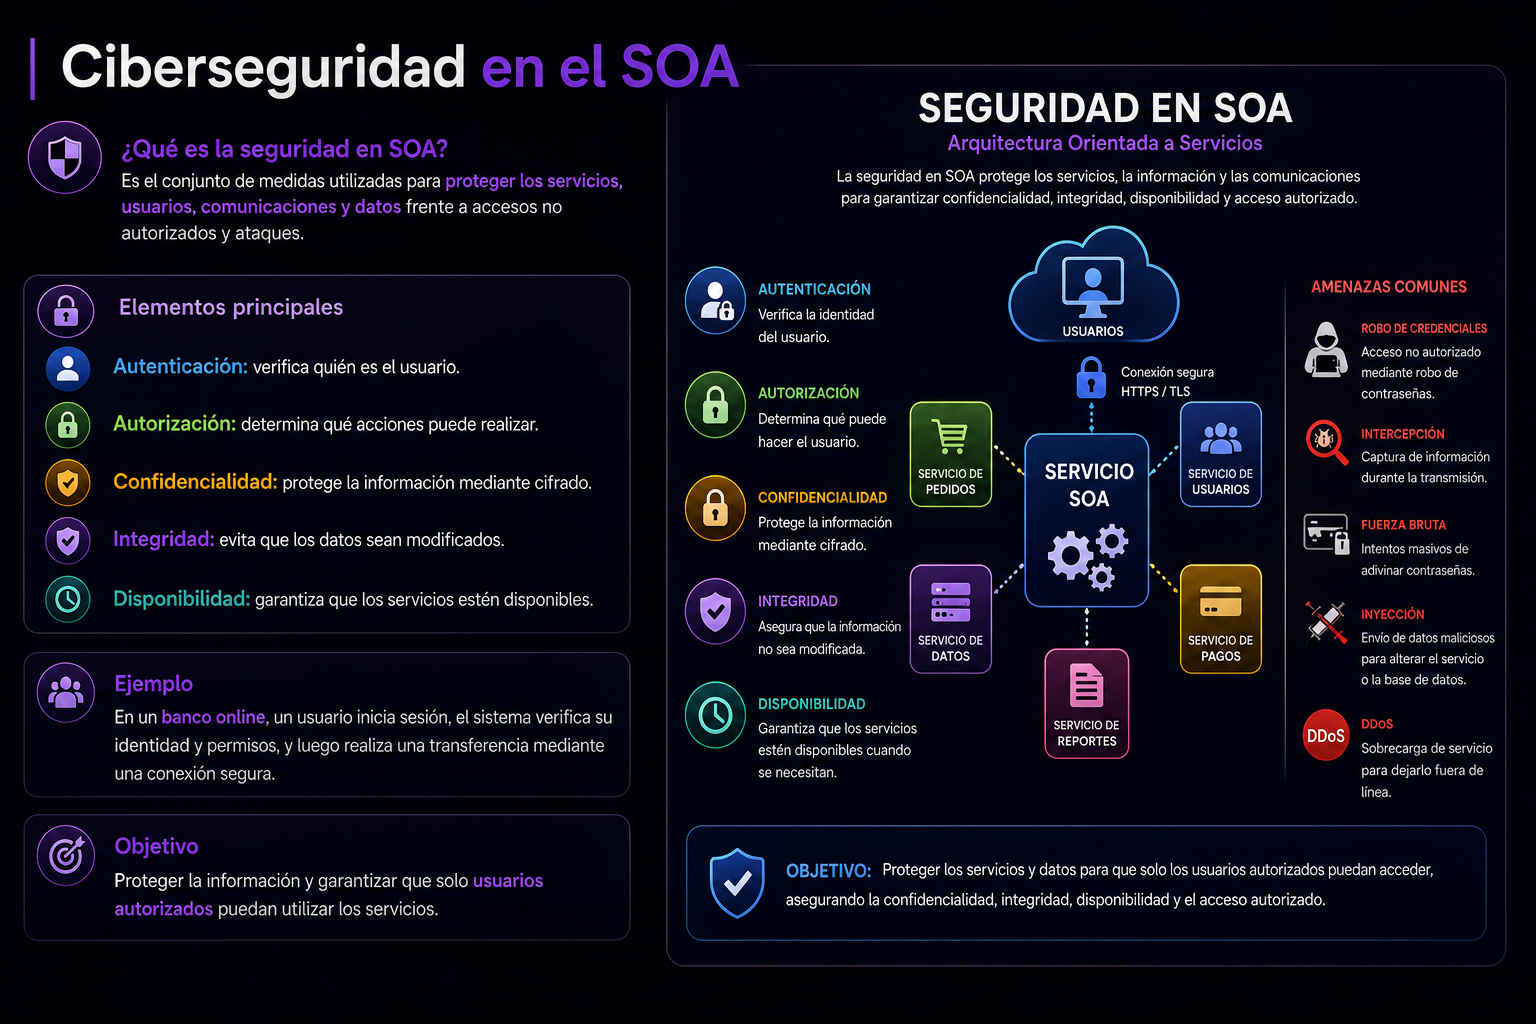 Ciberseguridad en el SOA
¿Qué es la seguridad en SOA?
Es el conjunto de medidas utilizadas para proteger los servicios,
usuarios, comunicaciones y datos frente a accesos no
autorizados y ataques.
Elementos principales
Autenticación: verifica quién es el usuario.
Autorización: determina qué acciones puede realizar.
Confidencialidad: protege la información mediante cifrado.
Integridad: evita que los datos sean modificados.
Disponibilidad: garantiza que los servicios estén disponibles.
Ejemplo
En un banco online, un usuario inicia sesión, el sistema verifica su
identidad y permisos, y luego realiza una transferencia mediante
una conexión segura.
Objetivo
Proteger la información y garantizar que solo usuarios
autorizados puedan utilizar los servicios.
SEGURIDAD EN SOA
Arquitectura Orientada a Servicios
La seguridad en SOA protege los servicios, la información y las comunicaciones
para garantizar confidencialidad, integridad, disponibilidad y acceso autorizado.
AUTENTICACIÓN
Verifica la identidad
del usuario.
AUTORIZACIÓN
Determina qué puede
hacer el usuario.
CONFIDENCIALIDAD
Protege la información
mediante cifrado.
INTEGRIDAD
Asegura que la información
no sea modificada.
DISPONIBILIDAD
Garantiza que los servicios
estén disponibles cuando
se necesitan.
USUARIOS
Conexión segura
HTTPS / TLS
SERVICIO DE
PEDIDOS
SERVICIO
SOA
SERVICIO DE
USUARIOS
SERVICIO DE
DATOS
SERVICIO DE
PAGOS
SERVICIO DE
REPORTES
AMENAZAS COMUNES
ROBO DE CREDENCIALES
Acceso no autorizado
mediante robo de
contraseñas.
INTERCEPCIÓN
Captura de información
durante la transmisión.
FUERZA BRUTA
Intentos masivos de
adivinar contraseñas.
INYECCIÓN
Envío de datos maliciosos
para alterar el servicio
o la base de datos.
DDoS
DDoS
Sobrecarga de servicio
para dejarlo fuera de
línea.
OBJETIVO: Proteger los servicios y datos para que solo los usuarios autorizados puedan acceder,
asegurando la confidencialidad, integridad, disponibilidad y el acceso autorizado.